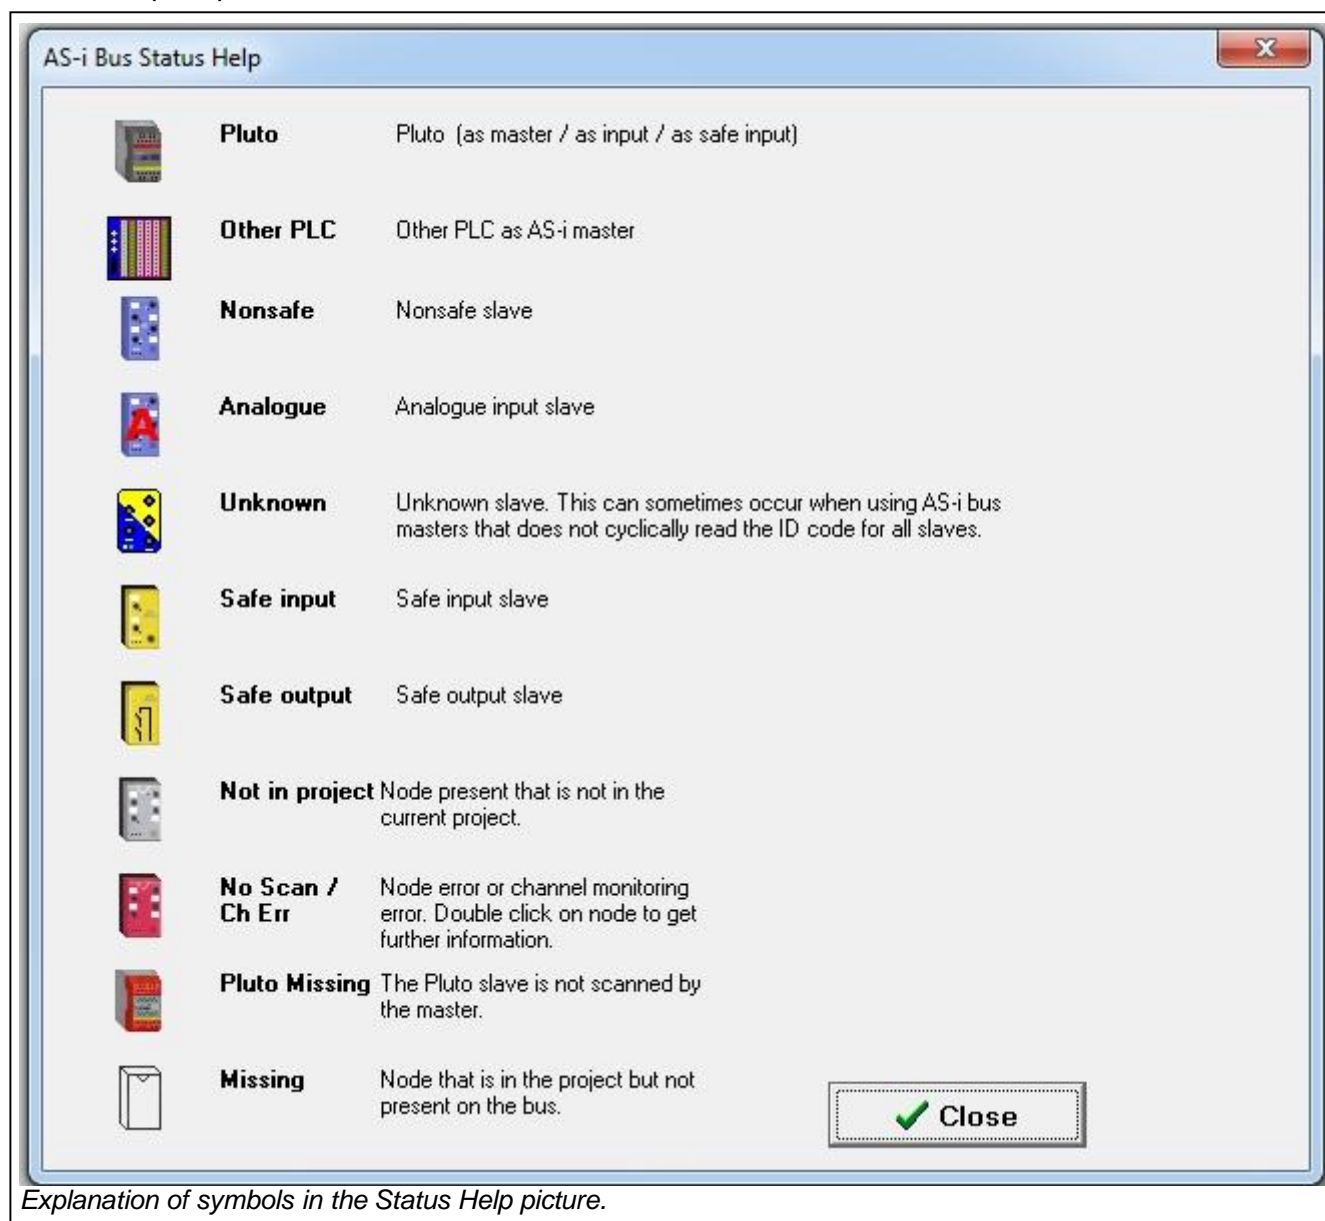 AS-i Bus Status Help
Pluto Pluto (as master / as input / as safe input)
Other PLC Other PLC as AS-i master
Nonsafe Nonsafe slave
Analogue Analogue input slave
Unknown Unknown slave. This can sometimes occur when using AS-i bus
masters that does not cyclically read the ID code for all slaves.
Safe input Safe input slave
Safe output Safe output slave
Not in project Node present that is not in the
current project.
No Scan / Node error or channel monitoring
Ch Err error. Double click on node to get
further information.
Pluto Missing The Pluto slave is not scanned by
the master.
Missing Node that is in the project but not
present on the bus.
Close
Explanation of symbols in the Status Help picture.